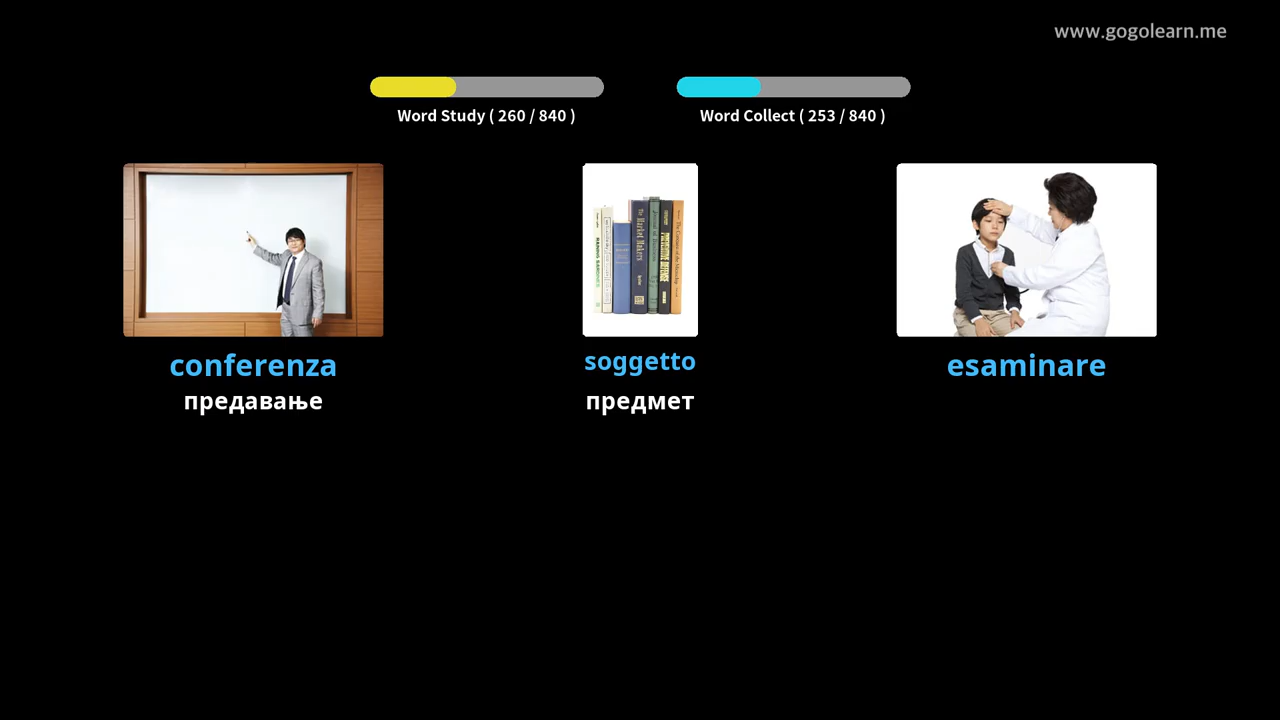 www.gogolearn.me
Word Study ( 260 / 840 )
Word Collect ( 253 / 840 )
conferenza
soggetto
esaminare
предавање
предмет